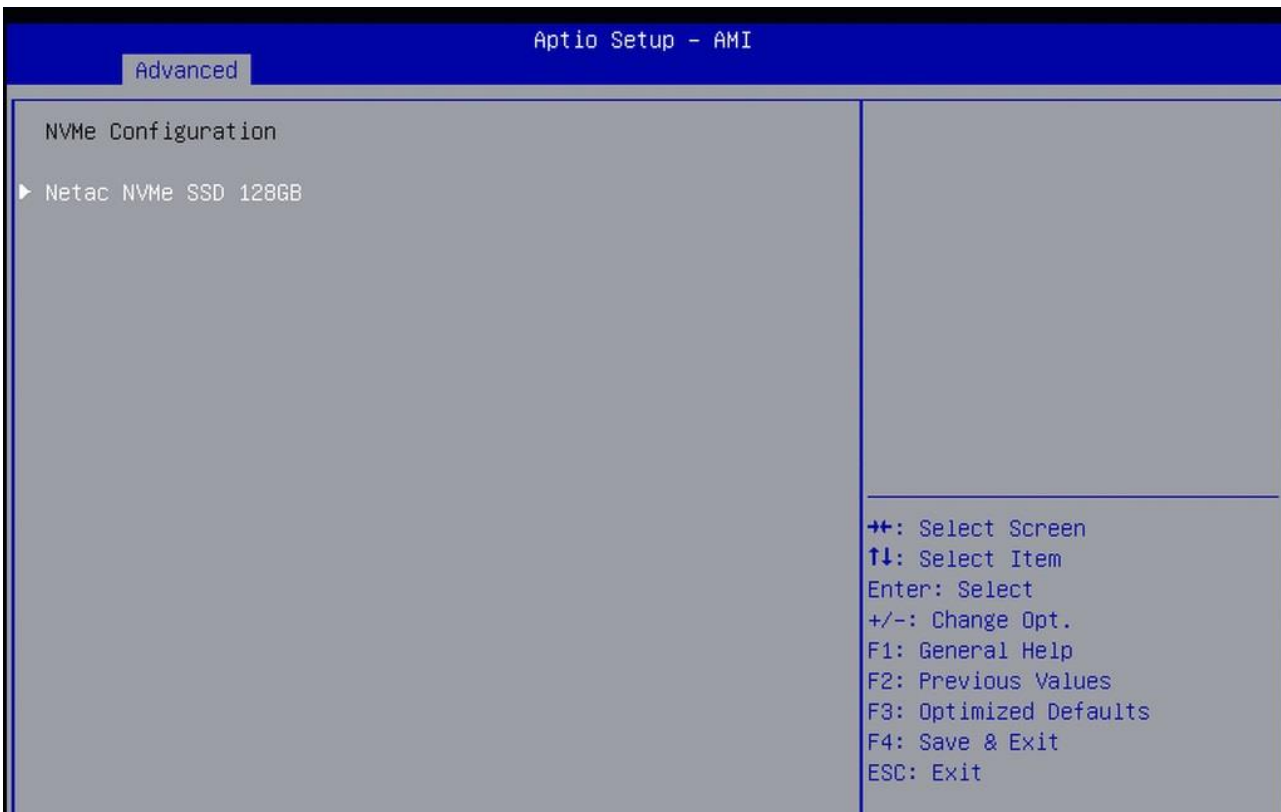 Aptio Setup – AMI
Advanced
NVMe Configuration
▶ Netac NVMe SSD 128GB
→←: Select Screen
↑↓: Select Item
Enter: Select
+/-: Change Opt.
F1: General Help
F2: Previous Values
F3: Optimized Defaults
F4: Save & Exit
ESC: Exit